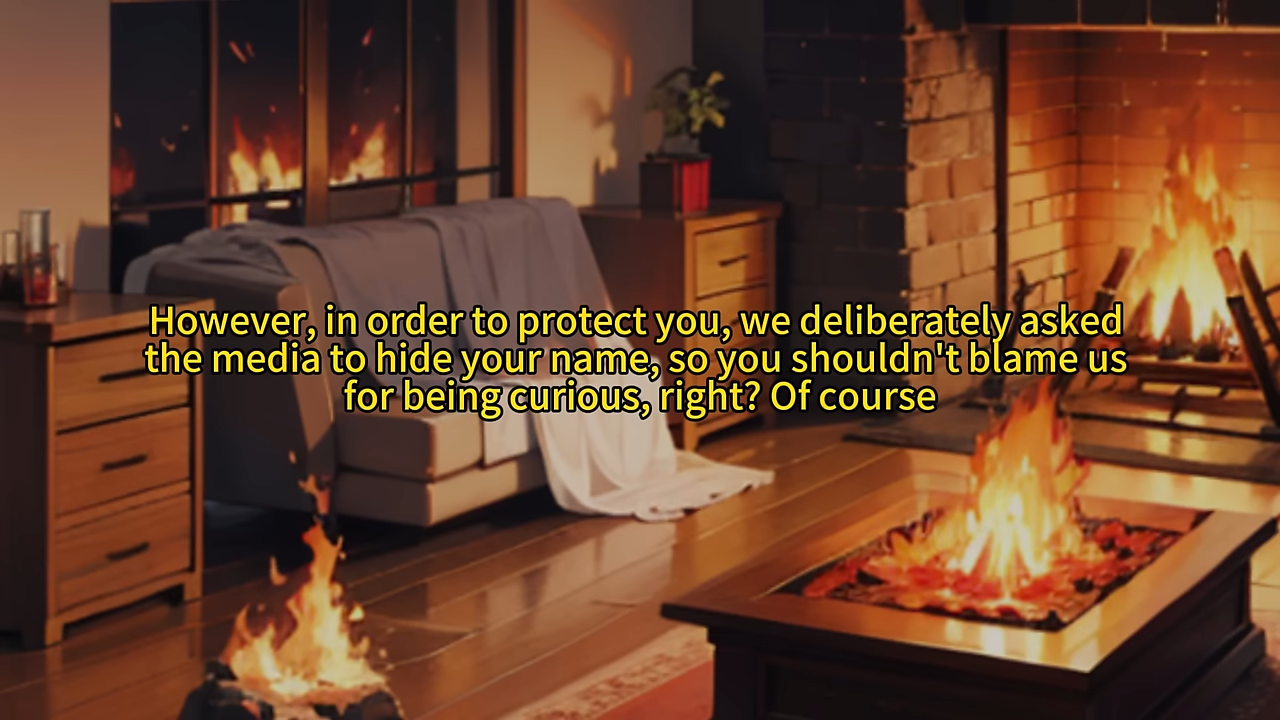 However, in order to protect you, we deliberately asked
the media to hide your name, so you shouldn't blame us
for being curious, right? Of course